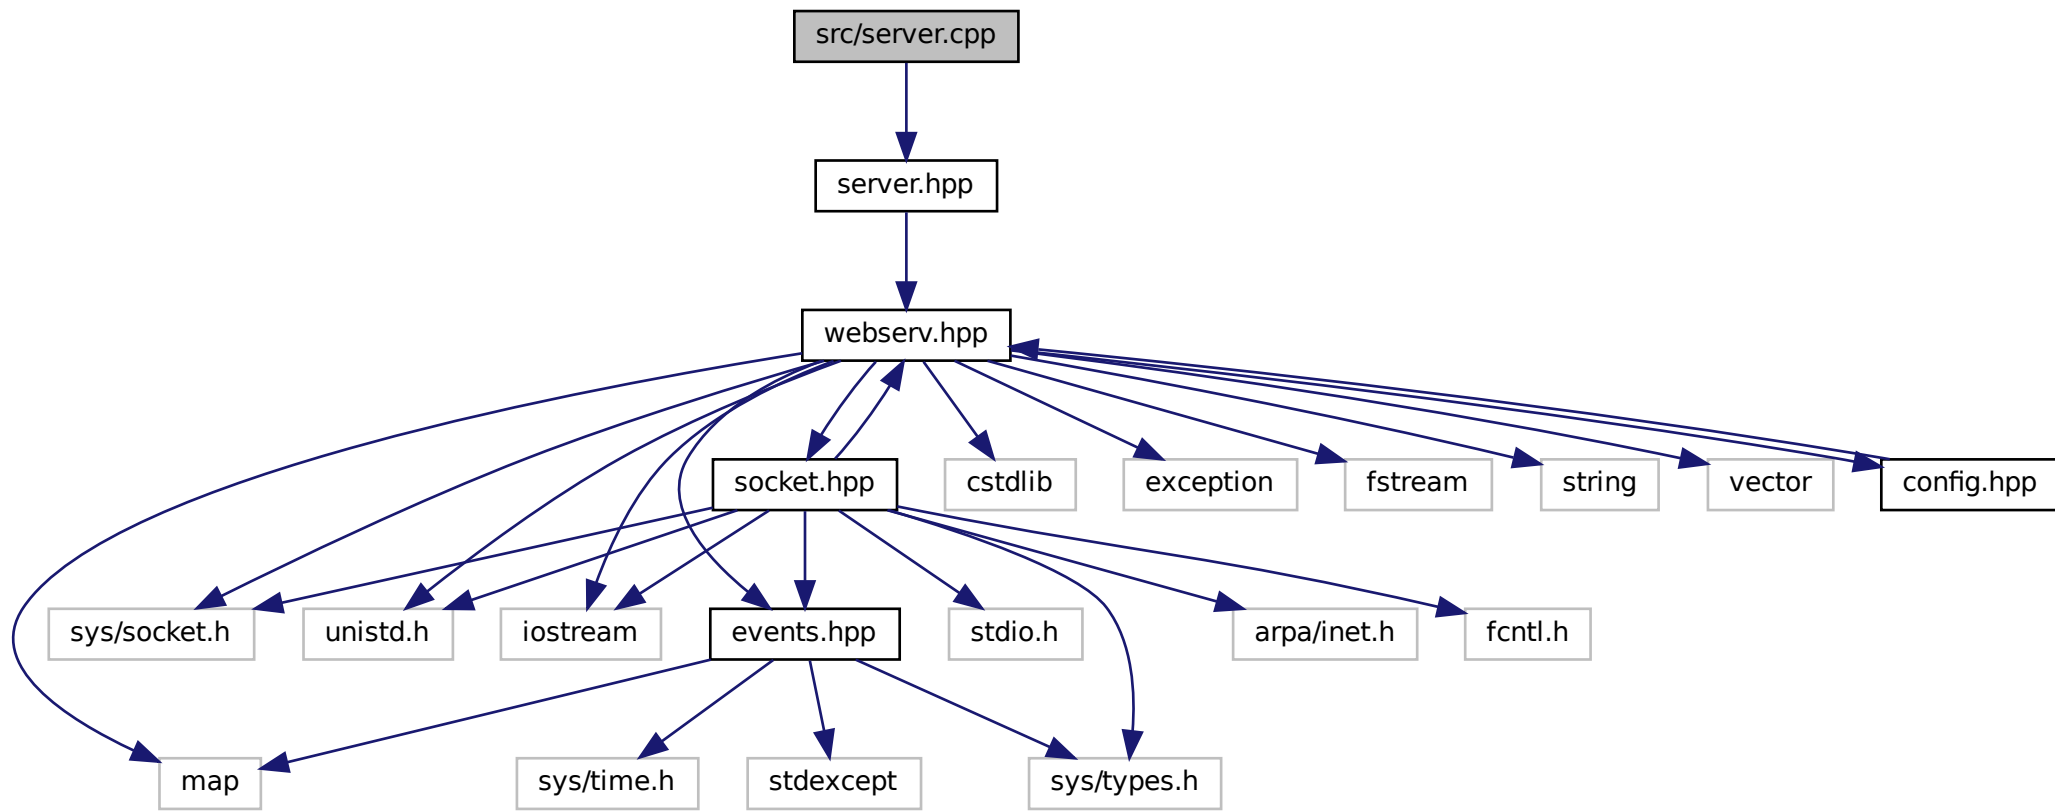 src/server.cpp
server.hpp
webserv.hpp
socket.hpp
cstdlib
exception
fstream
string
vector
config.hpp
sys/socket.h
unistd.h
iostream
events.hpp
stdio.h
arpa/inet.h
fcntl.h
map
sys/time.h
stdexcept
sys/types.h